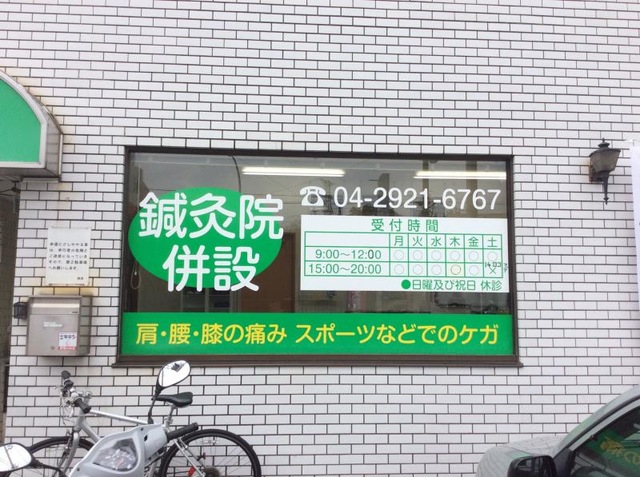 鍼灸院
併設
☎04-2921-6767
受付時間
月 火 水 木 金 土
9:00〜12:00 ○ ○ ○ ○ ○ ○
15:00〜20:00 ○ ○ ○ ○ ○
●日曜及び祝日 休診
肩・腰・膝の痛み スポーツなどでのケガ